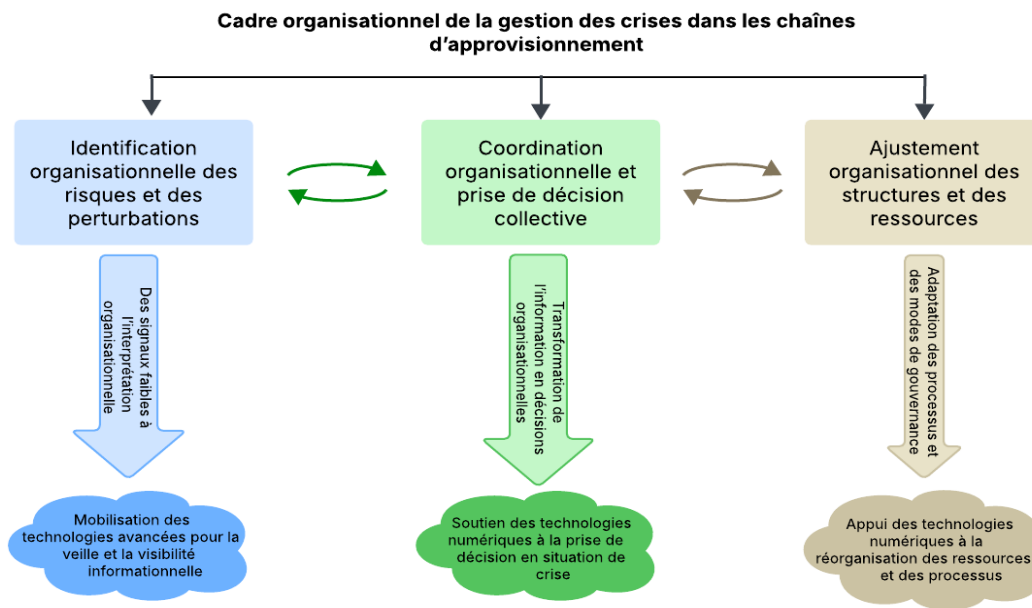 Cadre organisationnel de la gestion des crises dans les chaînes
d'approvisionnement
Identification
organisationnelle des
risques et des
perturbations
Coordination
organisationnelle et
prise de décision
collective
Ajustement
organisationnel des
structures et des
ressources
Des signaux faibles à
l'interprétation
organisationnelle
Transformation de
l'information en décisions
organisationnelles
Adaptation des processus et
des modes de gouvernance
Mobilisation des
technologies avancées pour la
veille et la visibilité
informationnelle
Soutien des technologies
numériques à la prise de
décision en situation de
crise
Appui des technologies
numériques à la
réorganisation des ressources
et des processus